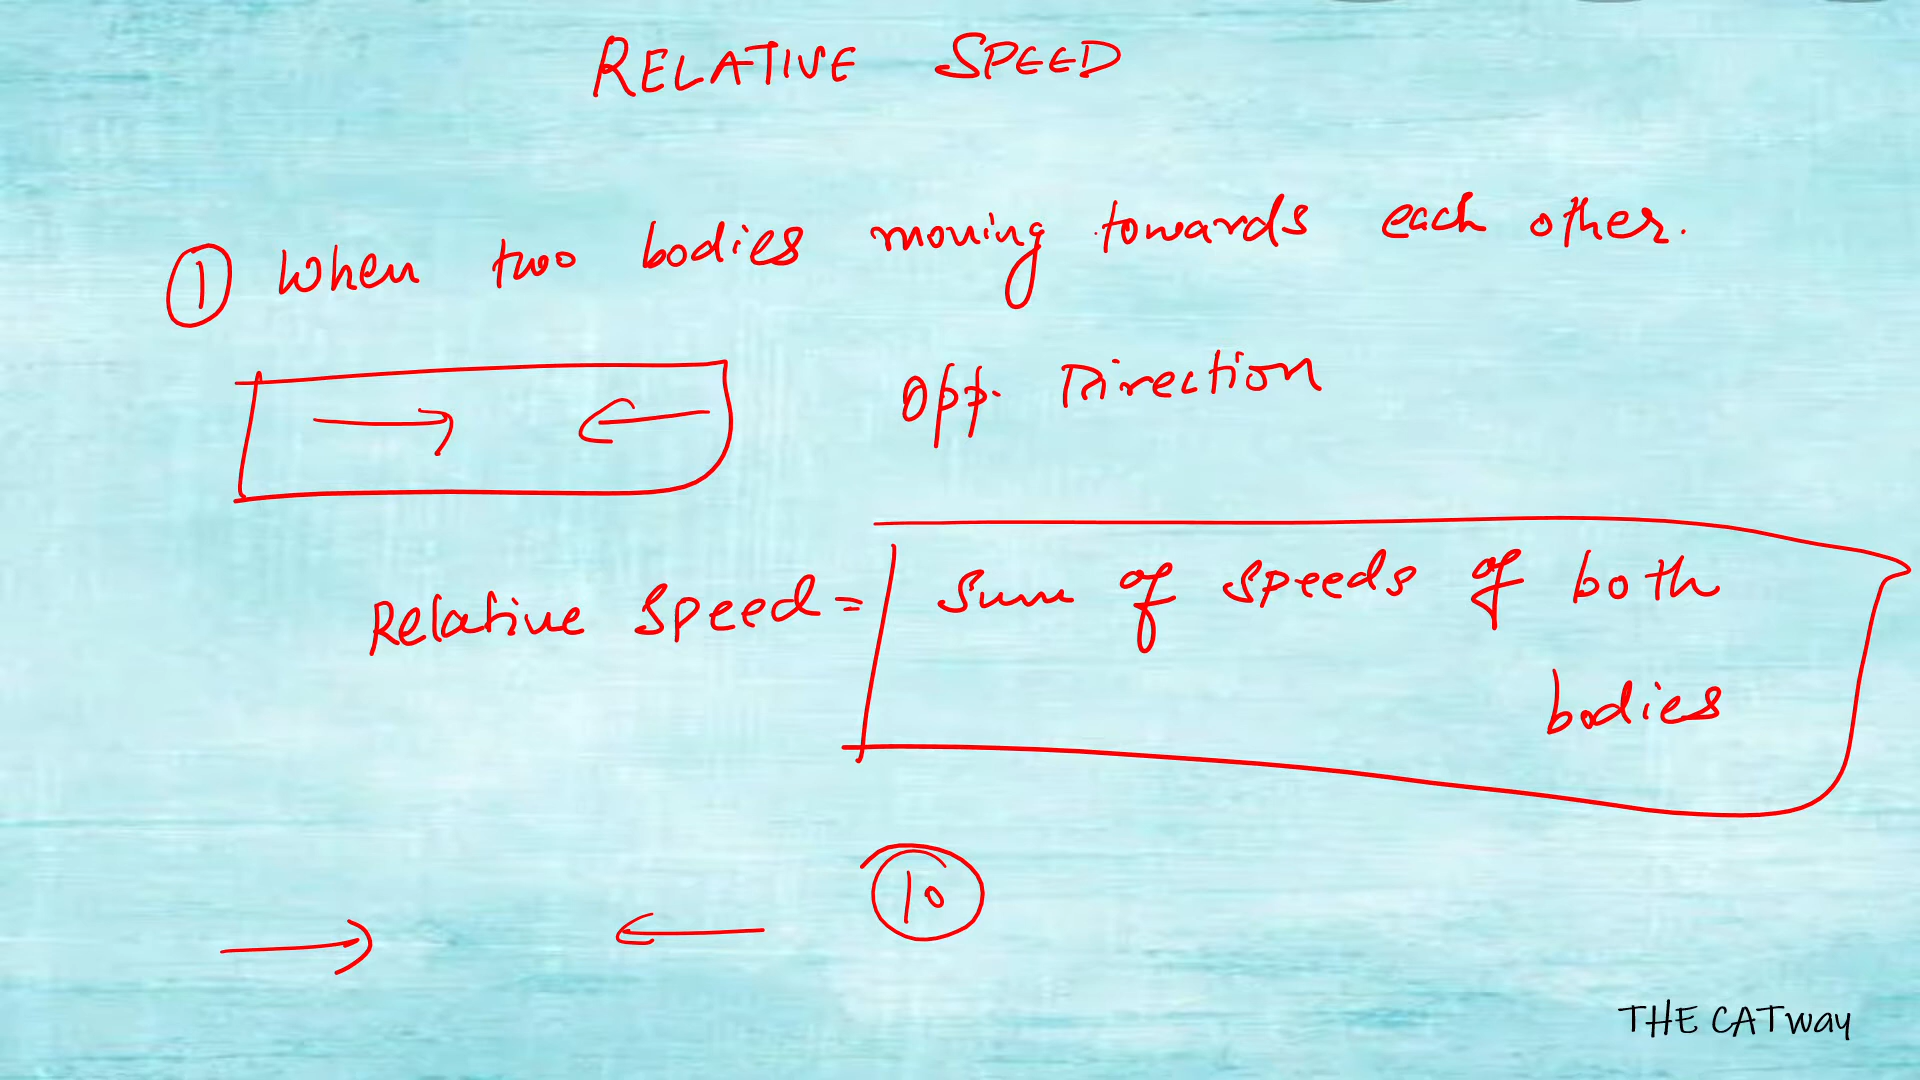 RELATIVE SPEED
① When two bodies moving towards each other.
Opp. Direction
Relative Speed = Sum of speeds of both
bodies
10
THE CATway